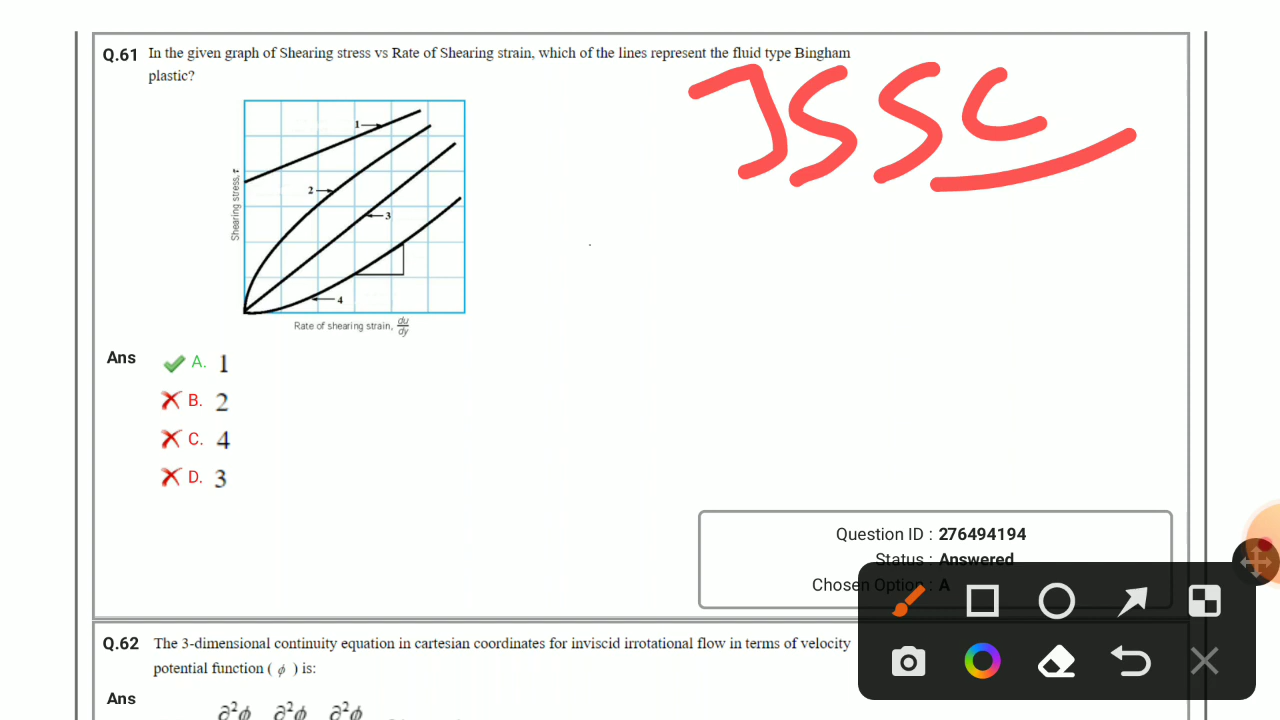 JSSC
Q.61 In the given graph of Shearing stress vs Rate of Shearing strain, which of the lines represent the fluid type Bingham
plastic?
1
2
3
4
Shearing stress, τ
Rate of shearing strain, du/dy
Ans
A. 1
B. 2
C. 4
D. 3
Question ID : 276494194
Status : Answered
Chosen Option : A
Q.62 The 3-dimensional continuity equation in cartesian coordinates for inviscid irrotational flow in terms of velocity
potential function ( ϕ ) is:
Ans
∂²ϕ ∂²ϕ ∂²ϕ